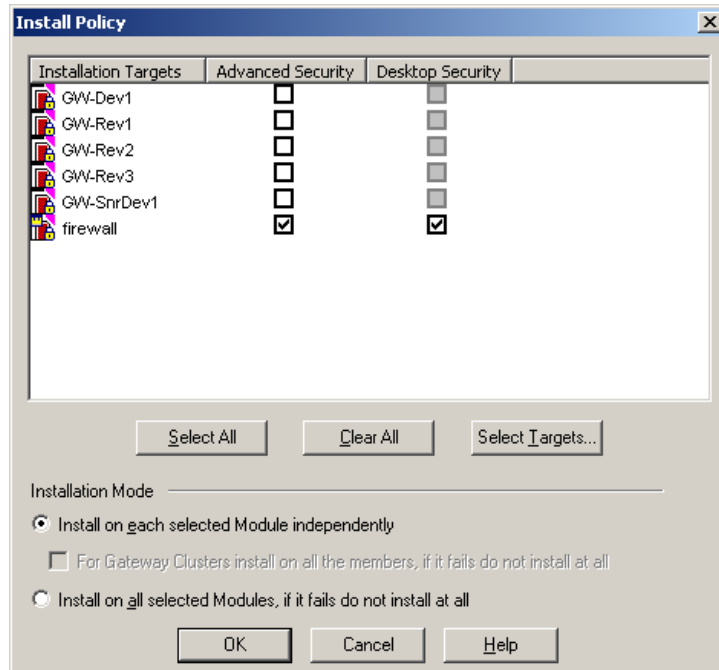 Install Policy
Installation Targets Advanced Security Desktop Security
GW-Dev1
GW-Rev1
GW-Rev2
GW-Rev3
GW-SnrDev1
firewall
Select All Clear All Select Targets...
Installation Mode
Install on each selected Module independently
For Gateway Clusters install on all the members, if it fails do not install at all
Install on all selected Modules, if it fails do not install at all
OK Cancel Help